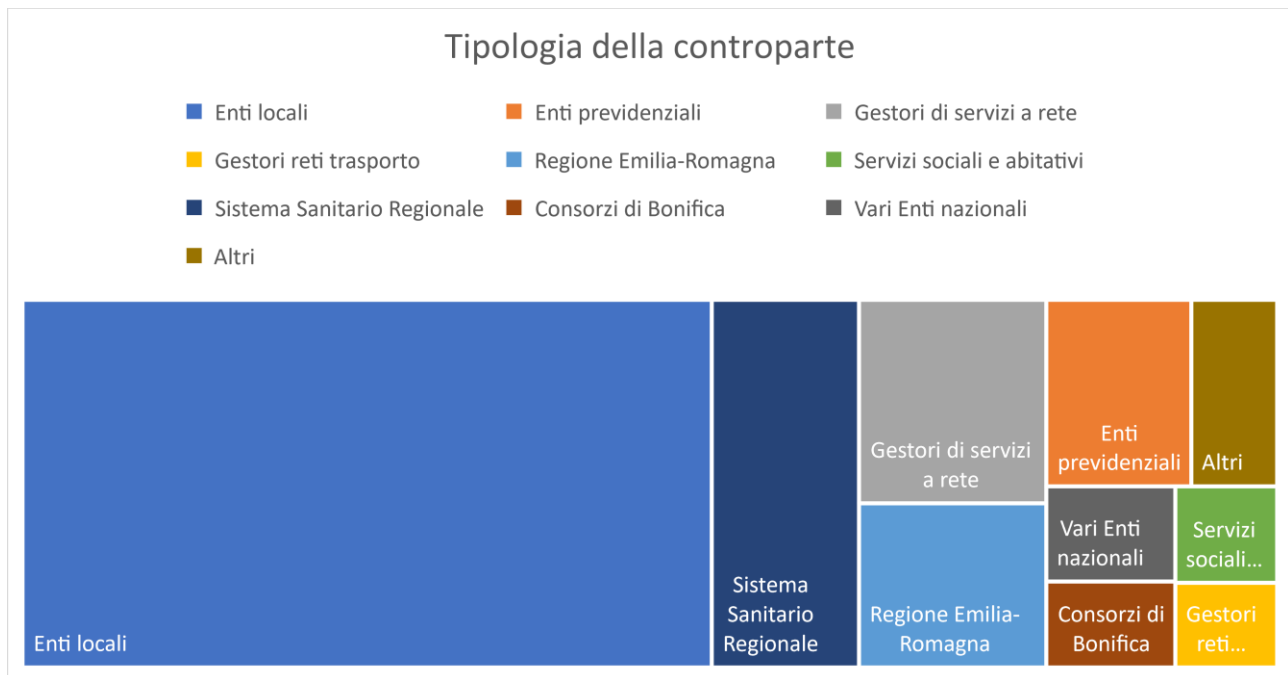 Tipologia della controparte
Enti locali
Enti previdenziali
Gestori di servizi a rete
Gestori reti trasporto
Regione Emilia-Romagna
Servizi sociali e abitativi
Sistema Sanitario Regionale
Consorzi di Bonifica
Vari Enti nazionali
Altri
Enti locali
Sistema
Sanitario
Regionale
Gestori di servizi
a rete
Regione Emilia-
Romagna
Enti
previdenziali
Altri
Vari Enti
nazionali
Servizi
sociali...
Consorzi di
Bonifica
Gestori
reti...